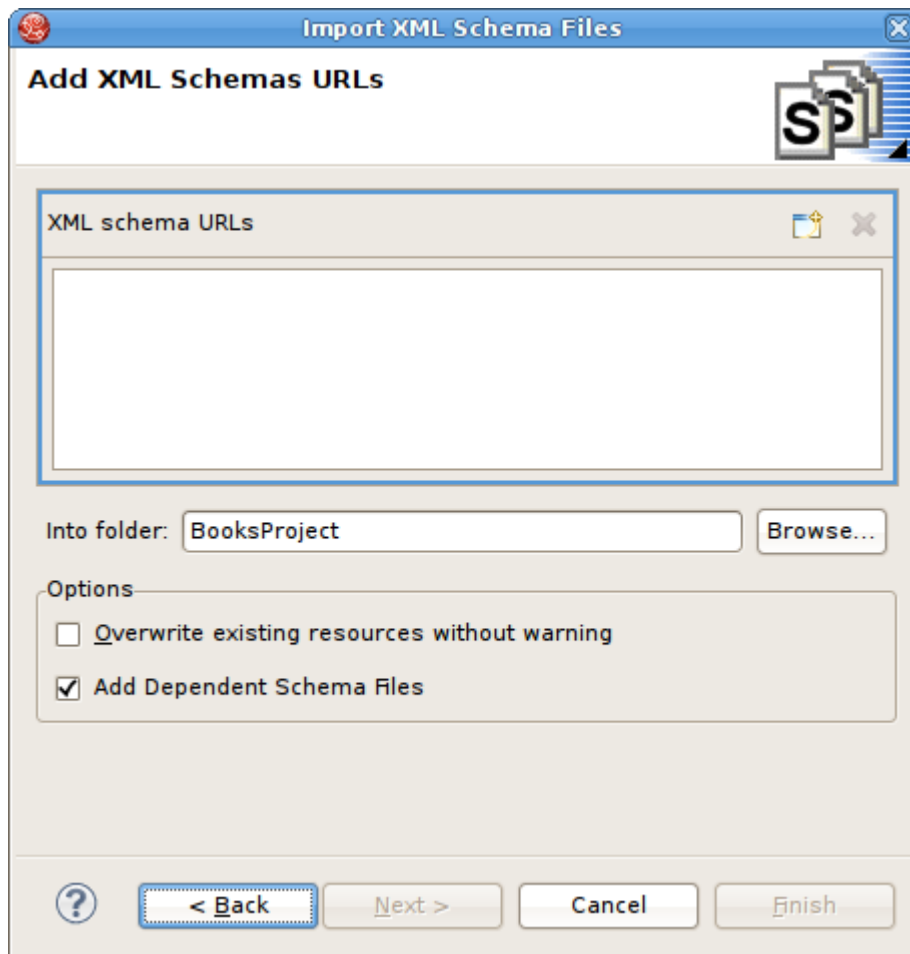 Import XML Schema Files
Add XML Schemas URLs
XML schema URLs
Into folder: BooksProject Browse...
Options
Overwrite existing resources without warning
Add Dependent Schema Files
? < Back Next > Cancel Finish